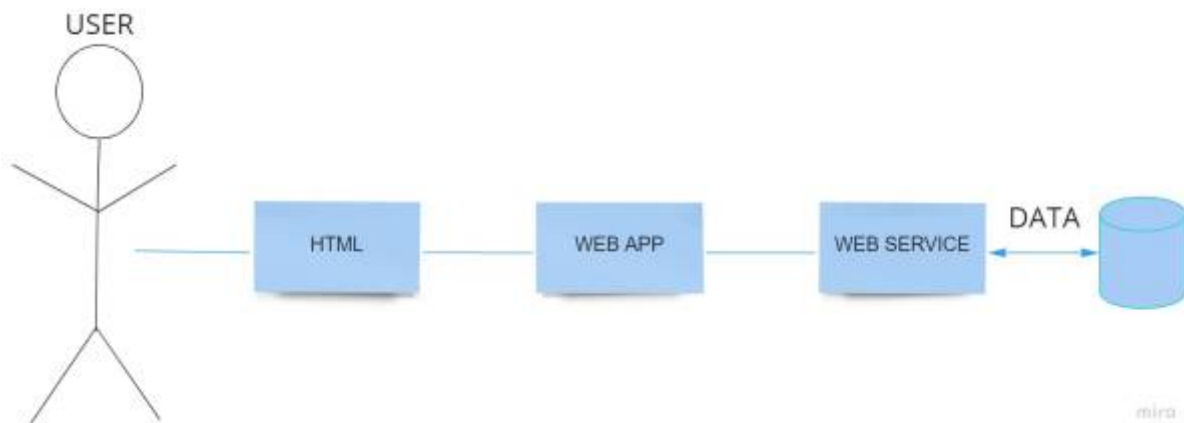 USER
HTML
WEB APP
WEB SERVICE
DATA
miro